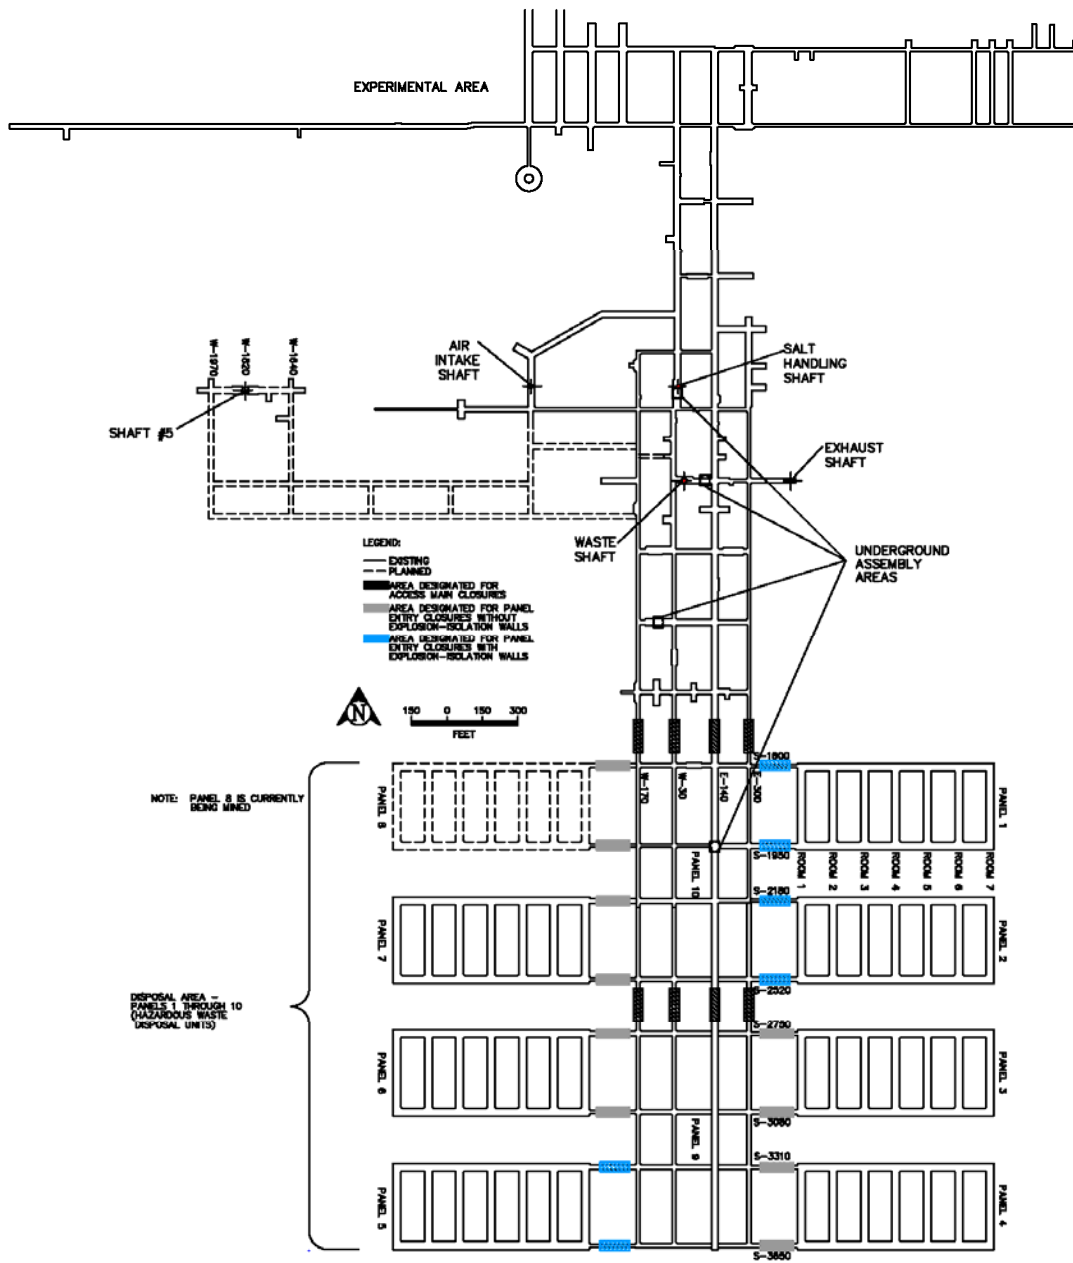 EXPERIMENTAL AREA
W-1970
W-1820
W-1640
AIR
INTAKE
SHAFT
SALT
HANDLING
SHAFT
SHAFT #5
EXHAUST
SHAFT
WASTE
SHAFT
UNDERGROUND
ASSEMBLY
AREAS
LEGEND:
EXISTING
PLANNED
AREA DESIGNATED FOR
ACCESS MAIN CLOSURES
AREA DESIGNATED FOR PANEL
ENTRY CLOSURES WITHOUT
EXPLOSION-ISOLATION WALLS
AREA DESIGNATED FOR PANEL
ENTRY CLOSURES WITH
EXPLOSION-ISOLATION WALLS
N
150 0 150 300
FEET
S-1600
W-170
W-30
E-140
E-300
NOTE: PANEL 8 IS CURRENTLY
BEING MINED
PANEL 8
PANEL 1
S-1950
PANEL 10
ROOM 1
ROOM 2
ROOM 3
ROOM 4
ROOM 5
ROOM 6
ROOM 7
S-2180
PANEL 7
PANEL 2
S-2520
DISPOSAL AREA -
PANELS 1 THROUGH 10
(HAZARDOUS WASTE
DISPOSAL UNITS)
S-2750
PANEL 6
PANEL 3
S-3080
PANEL 9
S-3310
PANEL 5
PANEL 4
S-3650